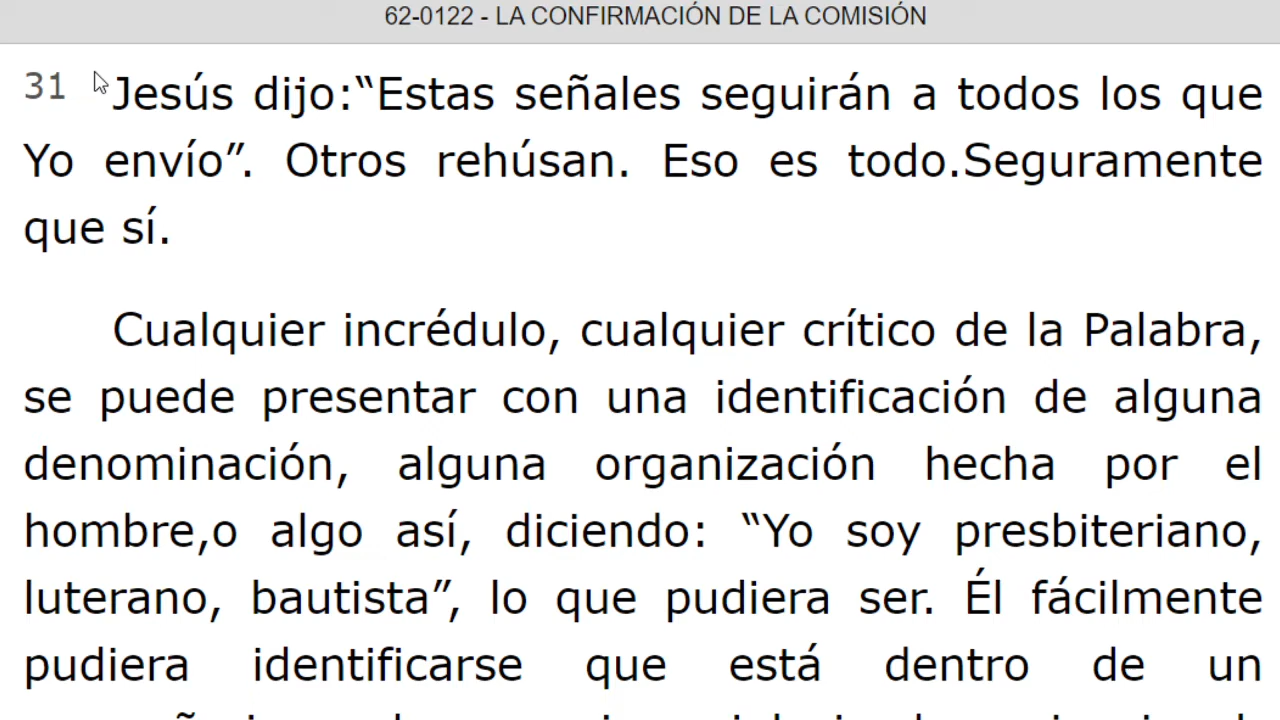 62-0122 - LA CONFIRMACIÓN DE LA COMISIÓN
31 Jesús dijo:“Estas señales seguirán a todos los que
Yo envío”. Otros rehúsan. Eso es todo.Seguramente
que sí.
Cualquier incrédulo, cualquier crítico de la Palabra,
se puede presentar con una identificación de alguna
denominación, alguna organización hecha por el
hombre,o algo así, diciendo: “Yo soy presbiteriano,
luterano, bautista”, lo que pudiera ser. Él fácilmente
pudiera identificarse que está dentro de un